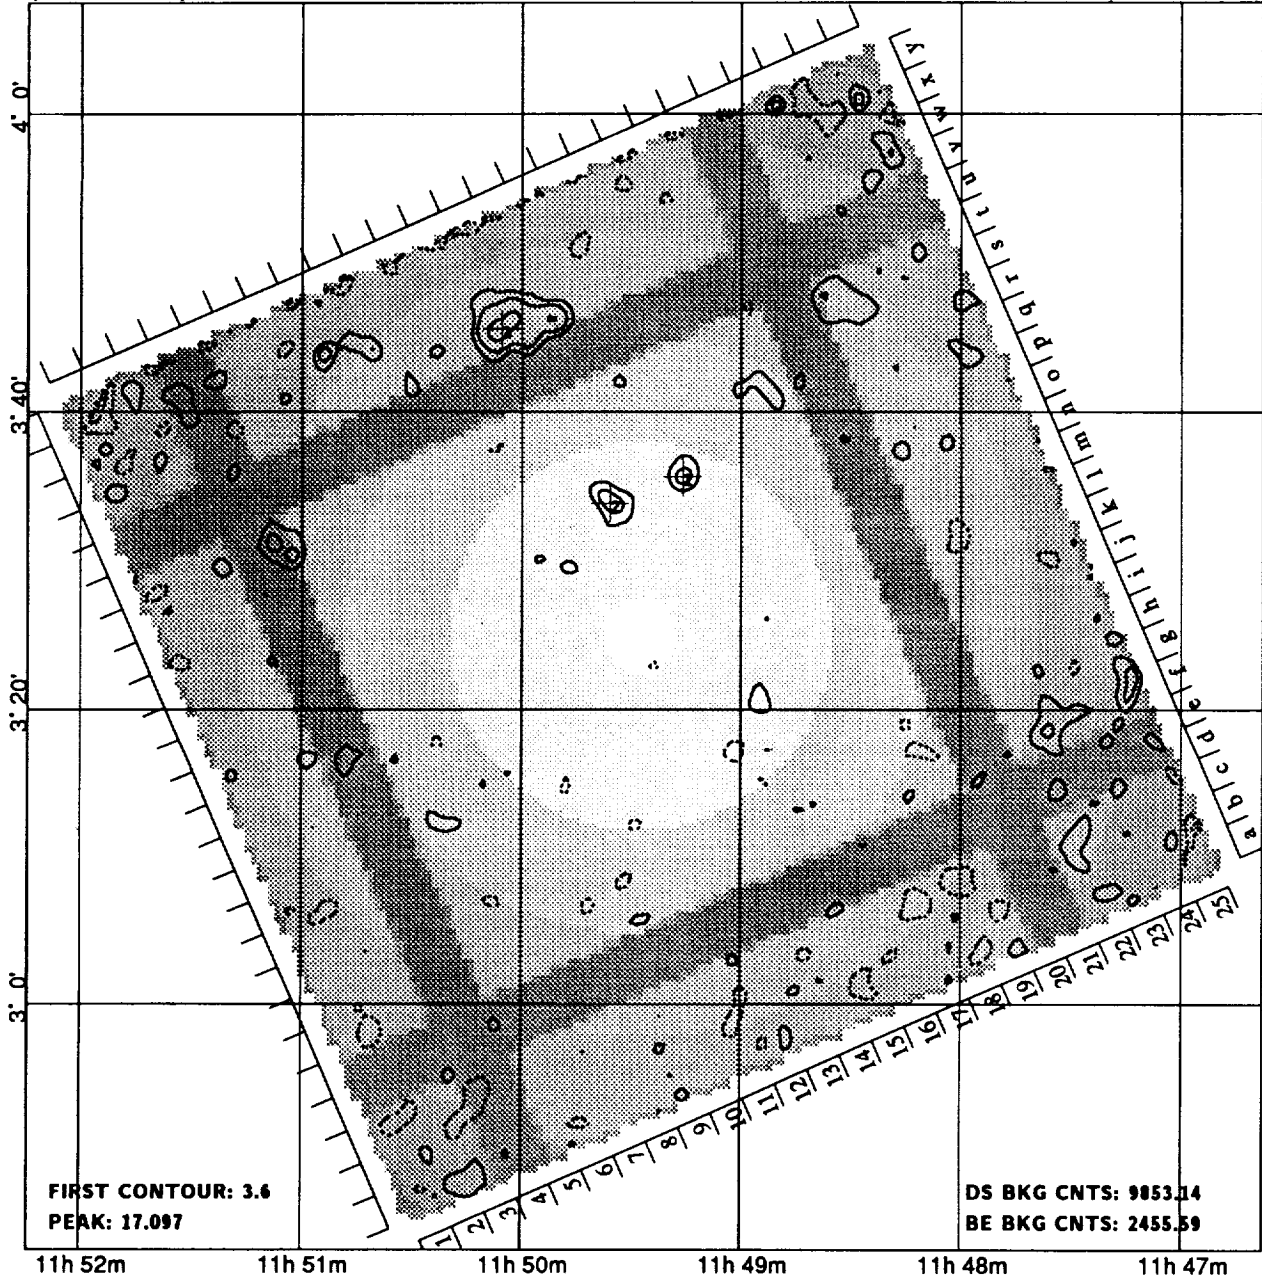 4° 0'
3° 40'
3° 20'
3° 0'
a b c d e f g h i j k l m n o p q r s t u v w x y
1 2 3 4 5 6 7 8 9 10 11 12 13 14 15 16 17 18 19 20 21 22 23 24 25
FIRST CONTOUR: 3.6
PEAK: 17.097
DS BKG CNTS: 9853.14
BE BKG CNTS: 2455.59
11h 52m 11h 51m 11h 50m 11h 49m 11h 48m 11h 47m